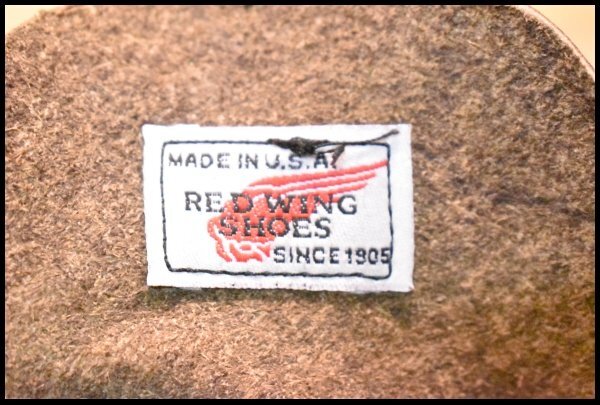 MADE IN U.S.A.
RED WING
SHOES
SINCE 1905